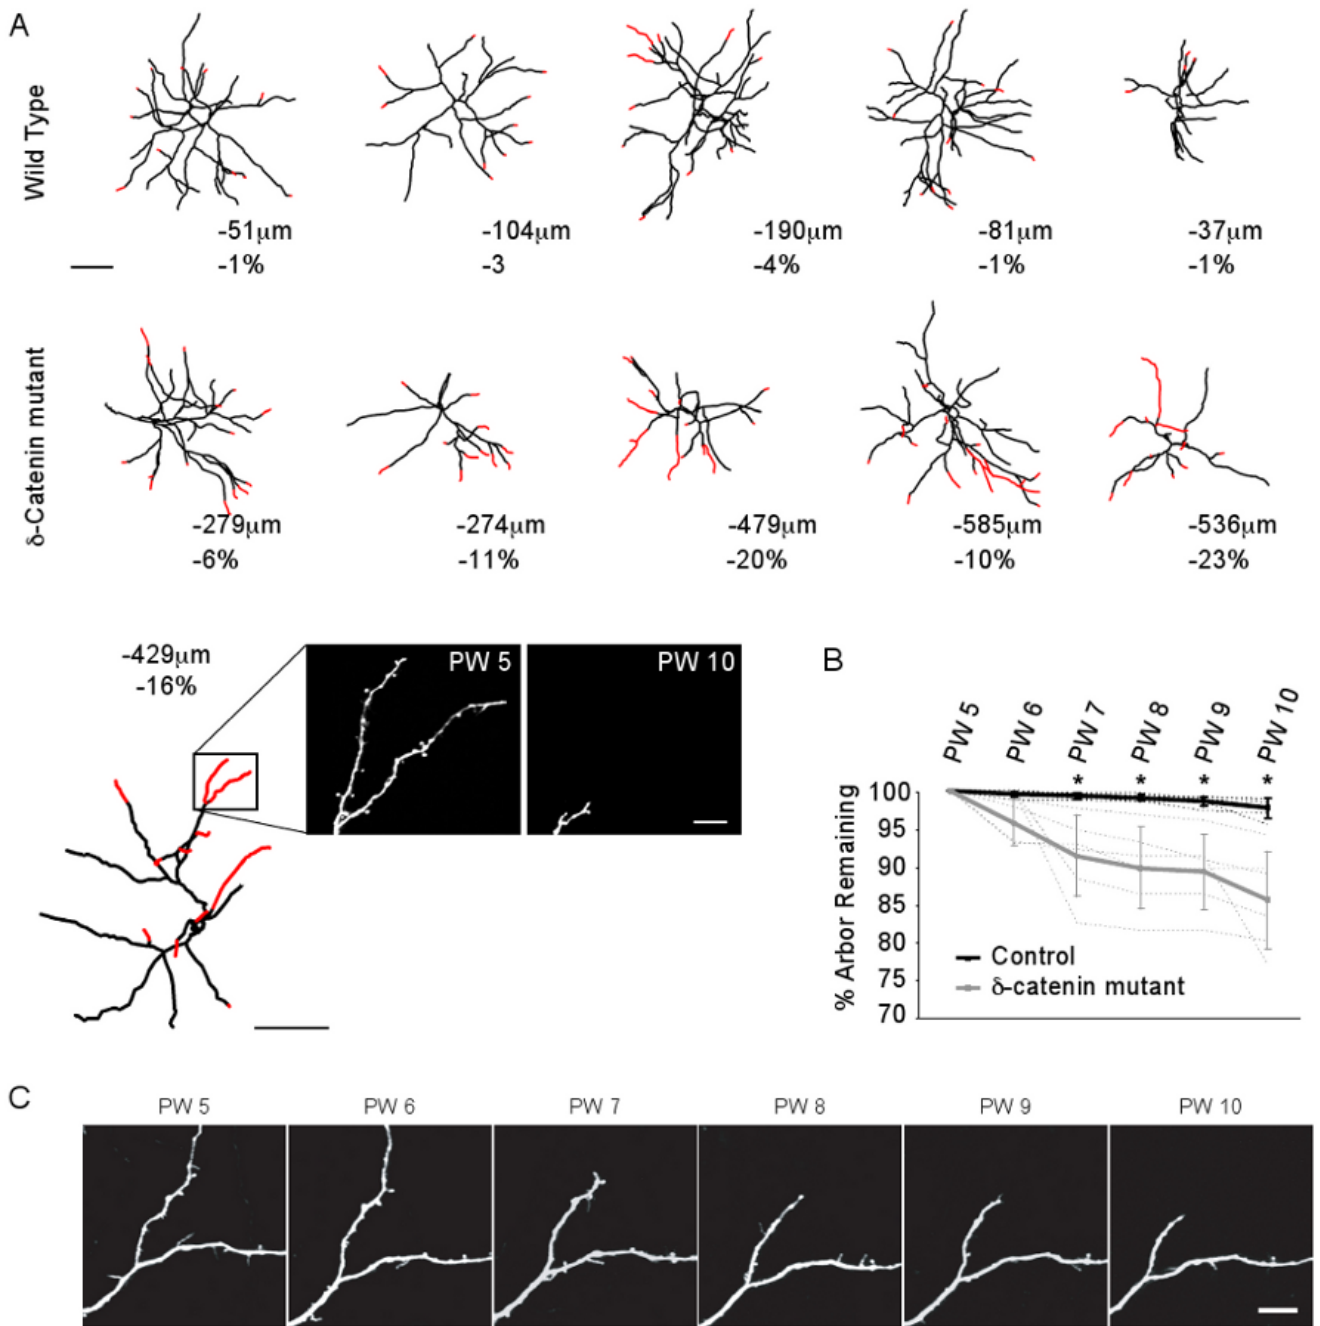 A
Wild Type
-51μm -104μm -190μm -81μm -37μm
-1% -3 -4% -1% -1%
δ-Catenin mutant
-279μm -274μm -479μm -585μm -536μm
-6% -11% -20% -10% -23%
-429μm
-16%
PW 5
PW 10
B
PW 5
PW 6
* PW 7
* PW 8
* PW 9
* PW 10
% Arbor Remaining
100
95
90
85
80
75
70
Control
δ-catenin mutant
C
PW 5 PW 6 PW 7 PW 8 PW 9 PW 10